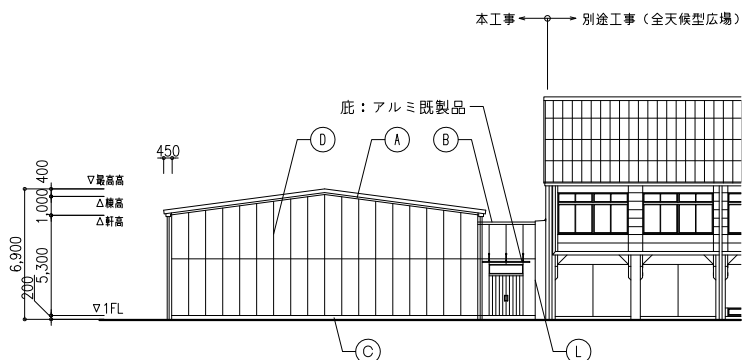 本工事 別途工事（全天候型広場）
庇：アルミ既製品
D A B
450
400
▽最高高
▽棟高
1,000
▽軒高
6,900
5,300
200
▽1FL
C L